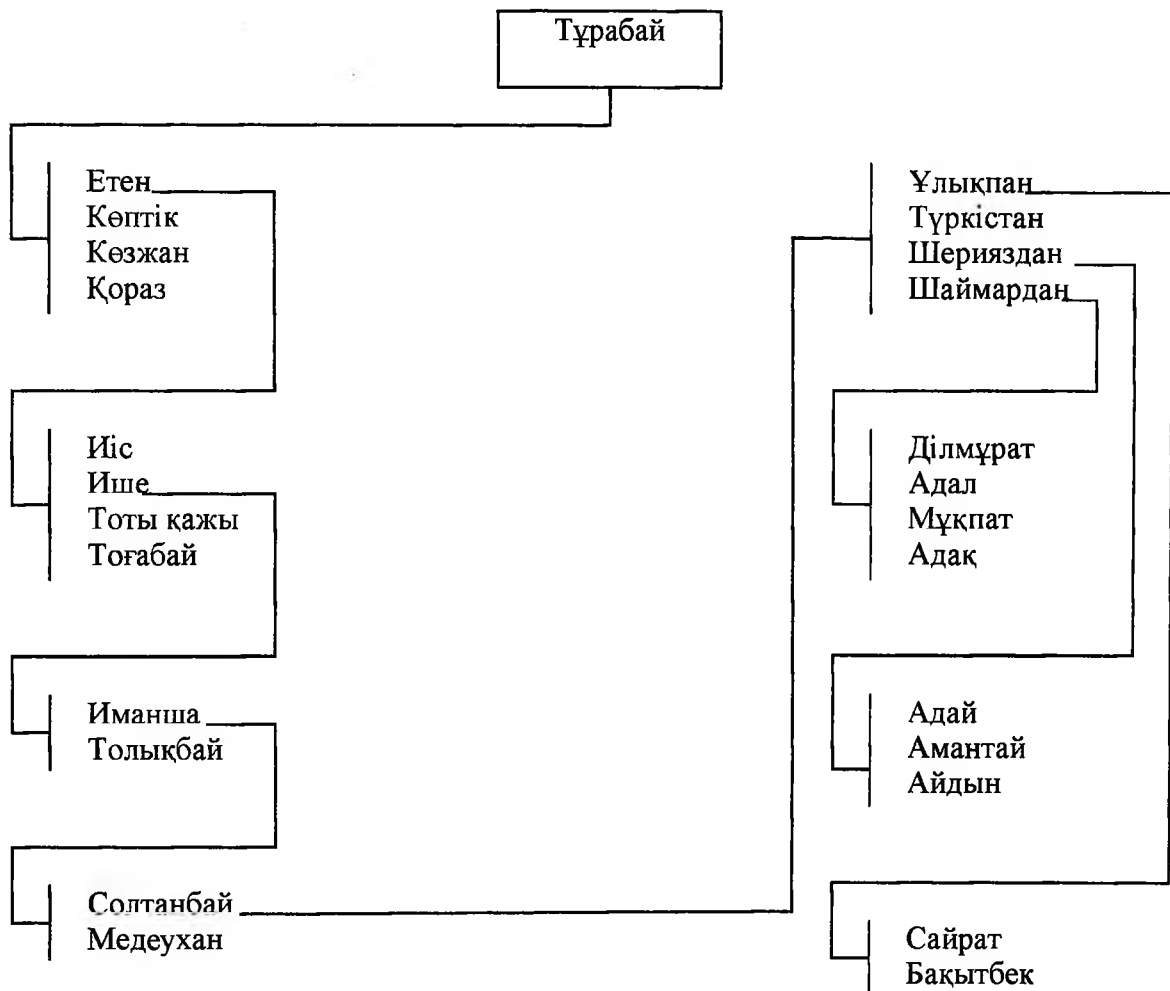 Тұрабай
Етен
Көптік
Көзжан
Қораз
Иіс
Ише
Тоты қажы
Тоғабай
Иманша
Толықбай
Солтанбай
Медеухан
Ұлықпан
Түркістан
Шерияздан
Шаймардан
Ділмұрат
Адал
Мұқпат
Адақ
Адай
Амантай
Айдын
Сайрат
Бақытбек